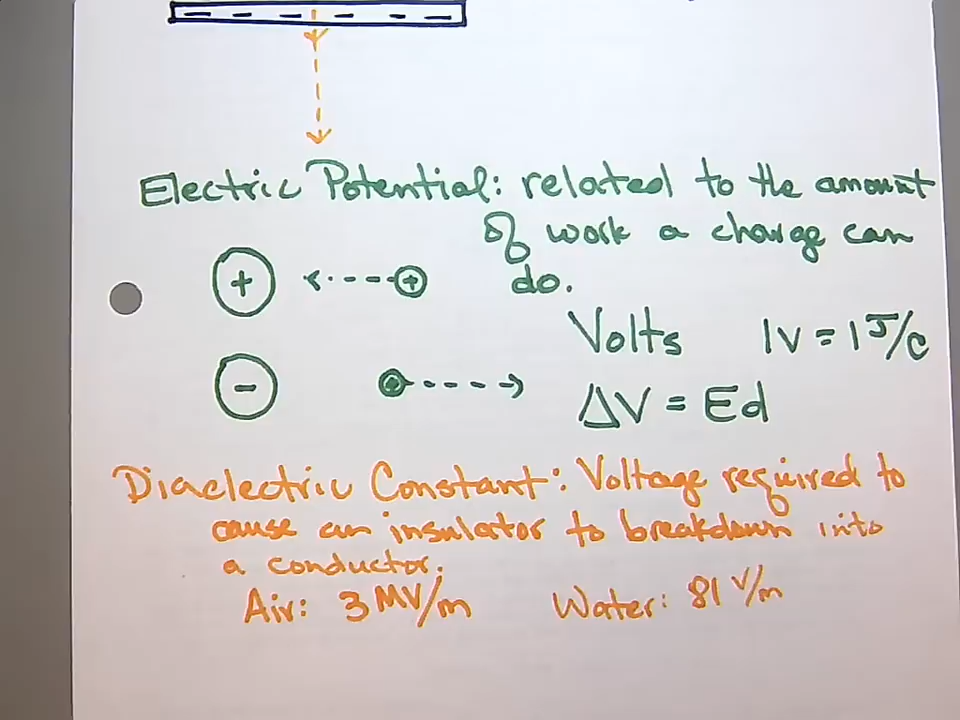 Electric Potential: related to the amount
of work a charge can
do.
+ +
Volts 1V = 1 J/C
-
ΔV = Ed
Diaelectric Constant: Voltage required to
cause an insulator to breakdown into
a conductor.
Air: 3 MV/m Water: 81 V/m